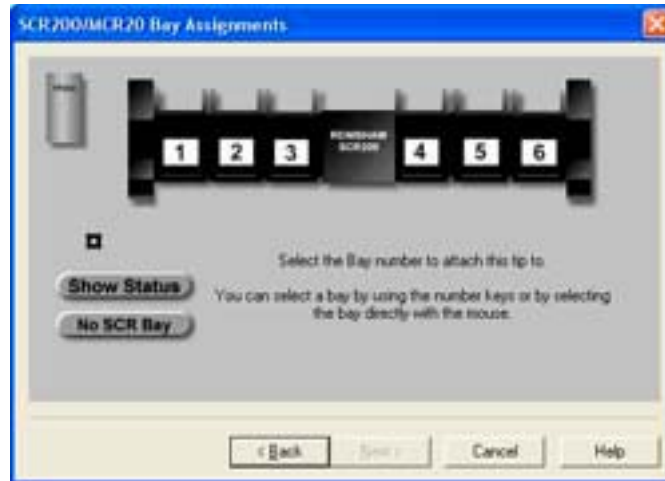 SCR200/MCR20 Bay Assignments
1 2 3
RENISHAW
SCR200
4 5 6
Select the Bay number to attach this tip to.
Show Status
You can select a bay by using the number keys or by selecting
the bay directly with the mouse.
No SCR Bay
< Back Next > Cancel Help